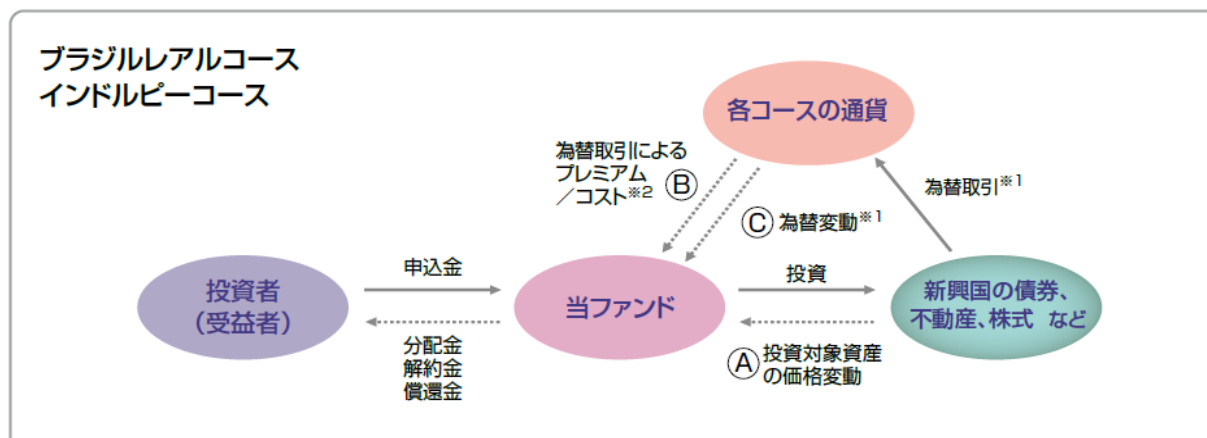 ブラジルレアルコース
インドルピーコース
各コースの通貨
為替取引による
プレミアム
／コスト※2
Ⓑ
為替取引※1
Ⓒ 為替変動※1
投資者
（受益者）
申込金
当ファンド
投資
新興国の債券、
不動産、株式 など
分配金
解約金
償還金
Ⓐ 投資対象資産
の価格変動